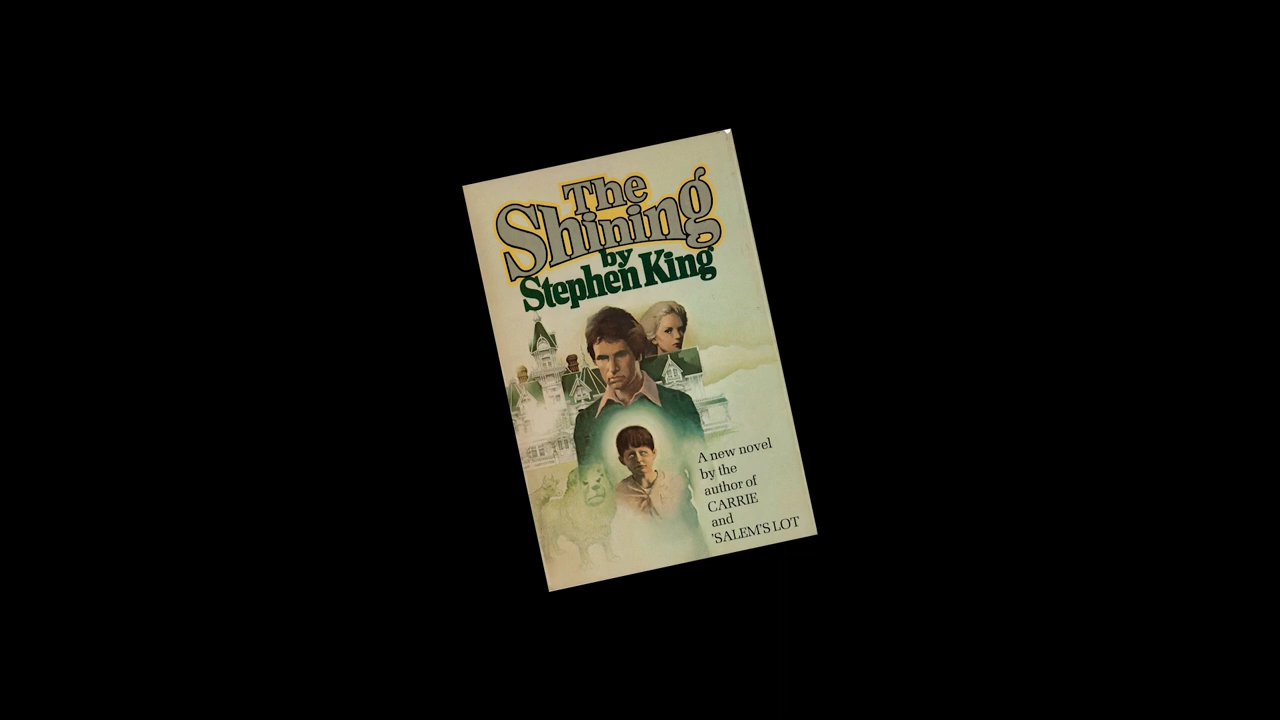 The
Shining
by
Stephen King
A new novel
by the
author of
CARRIE
and
'SALEM'S LOT